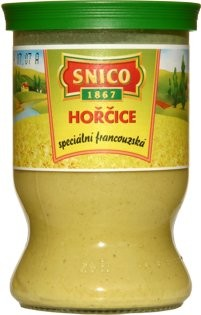 SNICO
1867
HOŘČICE
speciální francouzská